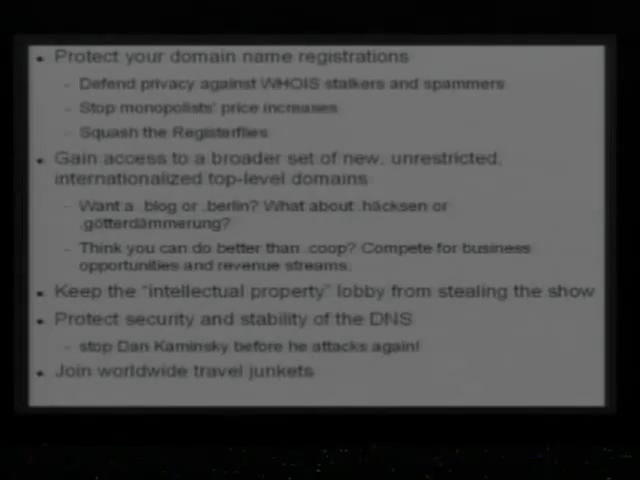 • Protect your domain name registrations
- Defend privacy against WHOIS stalkers and spammers
- Stop monopolists' price increases
- Squash the Registerflies
• Gain access to a broader set of new, unrestricted,
internationalized top-level domains
- Want a .blog or .berlin? What about .häcksen or
.götterdämmerung?
- Think you can do better than .coop? Compete for business
opportunities and revenue streams.
• Keep the "intellectual property" lobby from stealing the show
• Protect security and stability of the DNS
- stop Dan Kaminsky before he attacks again!
• Join worldwide travel junkets